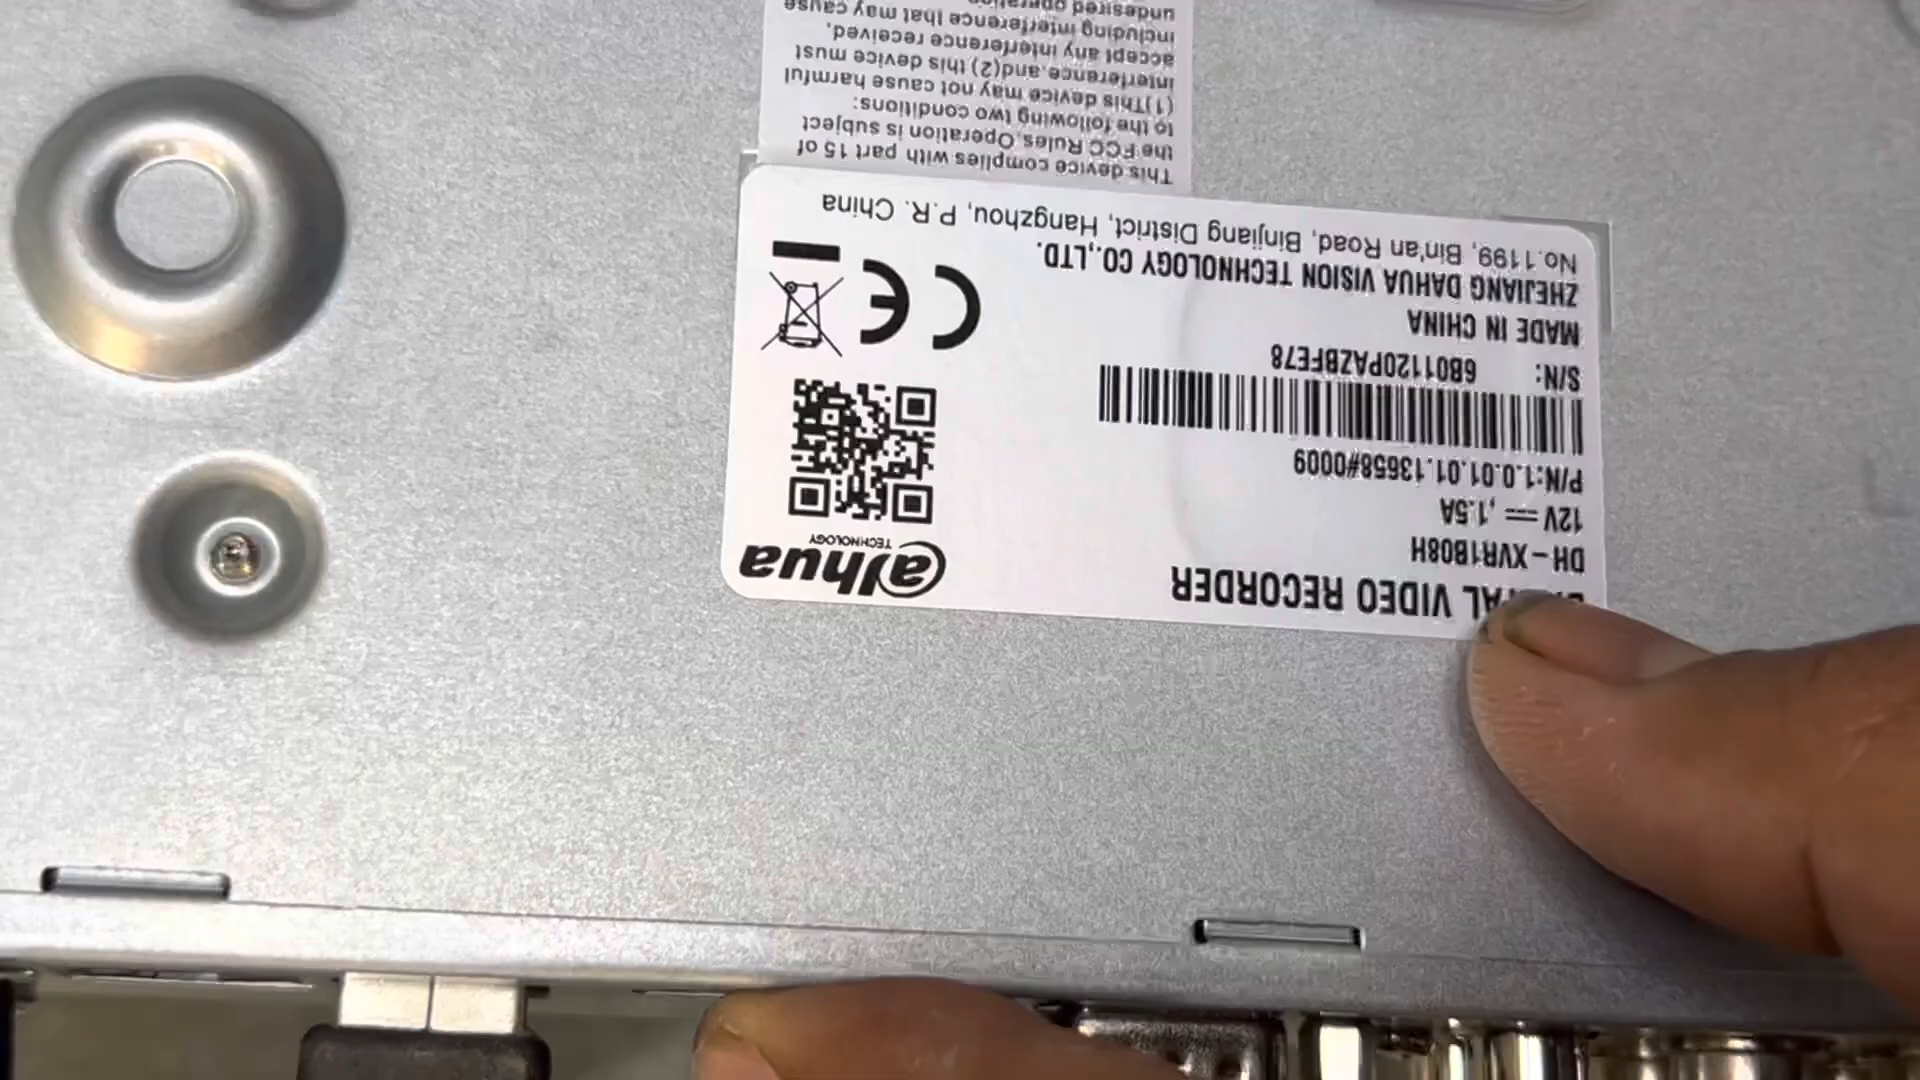 DIGITAL VIDEO RECORDER
DH-XVR1B08H
12V ⎓ ,1.5A
P/N:1.0.01.01.13658#0009
S/N: 6B01120PAZBFE78
MADE IN CHINA
ZHEJIANG DAHUA VISION TECHNOLOGY CO.,LTD.
No.1199, Bin'an Road, Binjiang District, Hangzhou, P.R. China
alhua
TECHNOLOGY
CE
This device complies with part 15 of
the FCC Rules.Operation is subject
to the following two conditions:
(1)This device may not cause harmful
interference,and(2) this device must
accept any interference received,
including interference that may cause
undesired operation